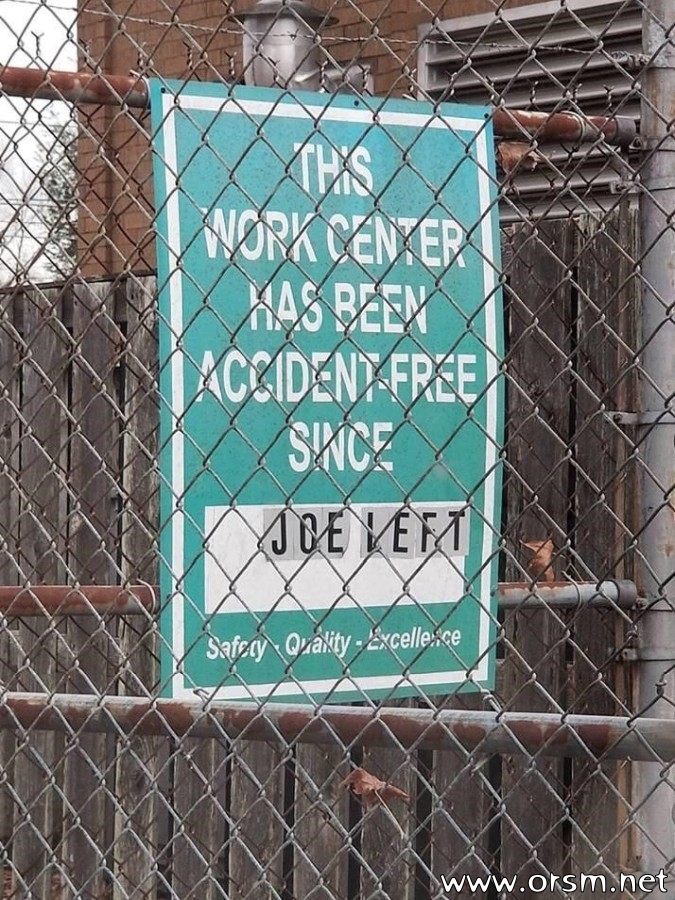 THIS
WORK CENTER
HAS BEEN
ACCIDENT-FREE
SINCE
JOE LEFT
Safety - Quality - Excellence
www.orsm.net